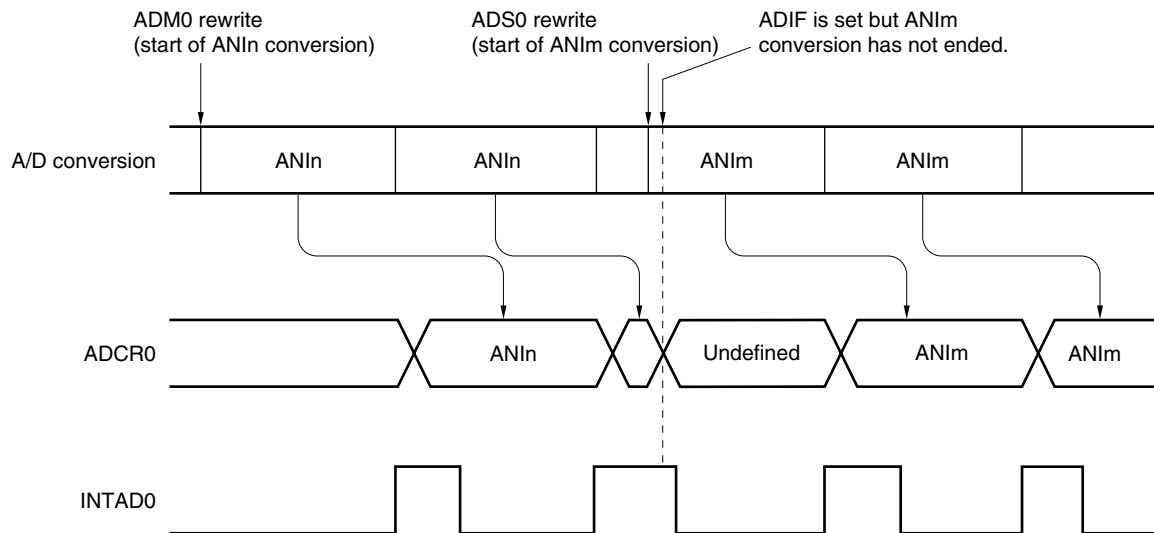 ADM0 rewrite
(start of ANIn conversion)
ADS0 rewrite
(start of ANIm conversion)
ADIF is set but ANIm
conversion has not ended.
A/D conversion
ANIn
ANIn
ANIm
ANIm
ADCR0
ANIn
Undefined
ANIm
ANIm
INTAD0